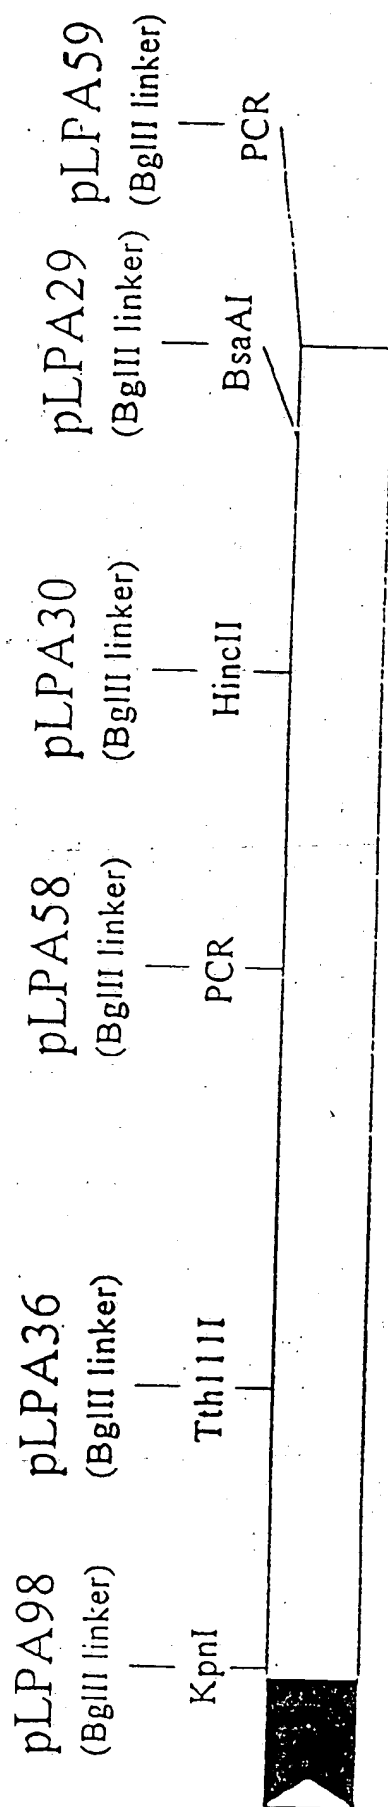 pLPA98
(BglII linker)
KpnI
pLPA36
(BglII linker)
Tth111II
pLPA58
(BglII linker)
PCR
pLPA30
(BglII linker)
HincII
pLPA29
(BglII linker)
BsaAI
pLPA59
(BglII linker)
PCR